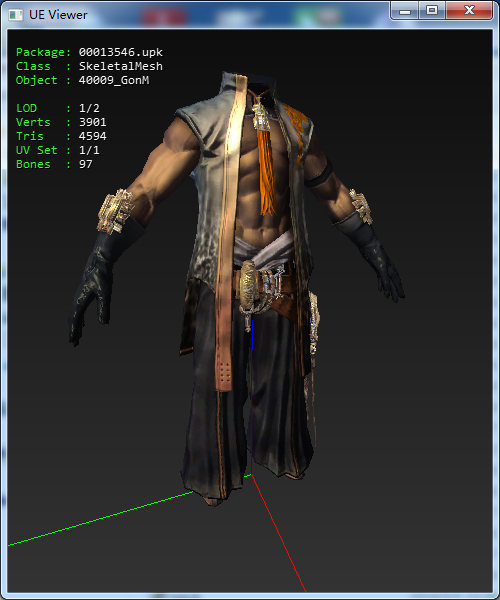 UE Viewer
Package: 00013546.upk
Class : SkeletalMesh
Object : 40009_GonM
LOD : 1/2
Verts : 3901
Tris : 4594
UV Set : 1/1
Bones : 97